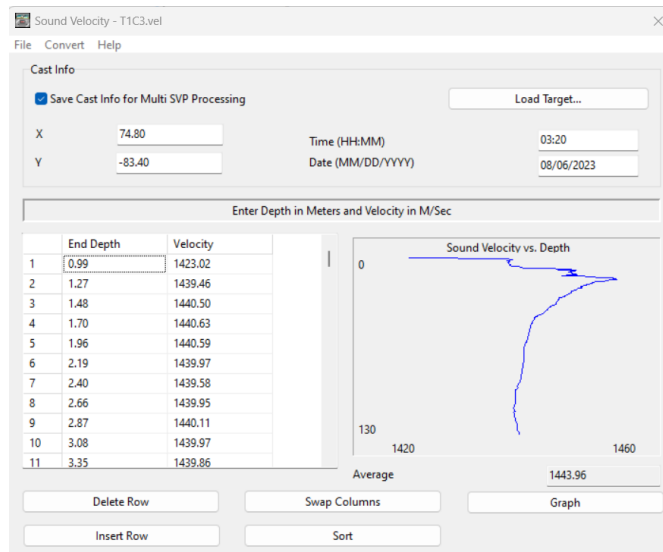 Sound Velocity - T1C3.vel
File Convert Help
Cast Info
Save Cast Info for Multi SVP Processing
Load Target...
X 74.80
Time (HH:MM) 03:20
Y -83.40
Date (MM/DD/YYYY) 08/06/2023
Enter Depth in Meters and Velocity in M/Sec
End Depth Velocity
1 0.99 1423.02
2 1.27 1439.46
3 1.48 1440.50
4 1.70 1440.63
5 1.96 1440.59
6 2.19 1439.97
7 2.40 1439.58
8 2.66 1439.95
9 2.87 1440.11
10 3.08 1439.97
11 3.35 1439.86
Sound Velocity vs. Depth
0
130
1420 1460
Average 1443.96
Delete Row Swap Columns Graph
Insert Row Sort